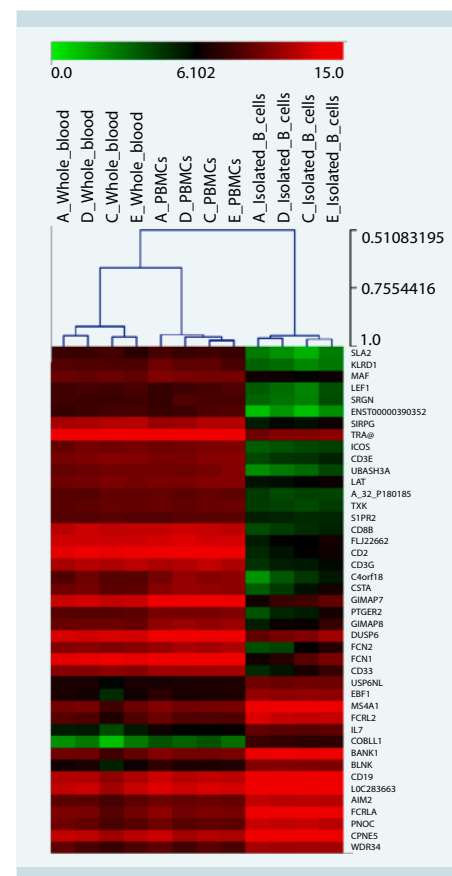 0.0 6.102 15.0
A_Whole_blood
D_Whole_blood
C_Whole_blood
E_Whole_blood
A_PBMCs
D_PBMCs
C_PBMCs
E_PBMCs
A_Isolated_B_cells
D_Isolated_B_cells
C_Isolated_B_cells
E_Isolated_B_cells
0.51083195
0.7554416
1.0
SLA2
KLRD1
MAF
LEF1
SRGN
ENST00000390352
SIRPG
TRA@
ICOS
CD3E
UBASH3A
LAT
A_32_P180185
TXK
S1PR2
CD8B
FLJ22662
CD2
CD3G
C4orf18
CSTA
GIMAP7
PTGER2
GIMAP8
DUSP6
FCN2
FCN1
CD33
USP6NL
EBF1
MS4A1
FCRL2
IL7
COBLL1
BANK1
BLNK
CD19
L0C283663
AIM2
FCRLA
PNOC
CPNE5
WDR34